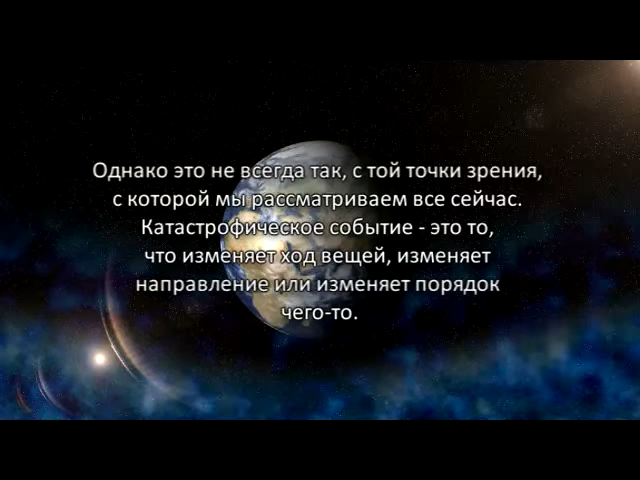 Однако это не всегда так, с той точки зрения,
с которой мы рассматриваем все сейчас.
Катастрофическое событие - это то,
что изменяет ход вещей, изменяет
направление или изменяет порядок
чего-то.